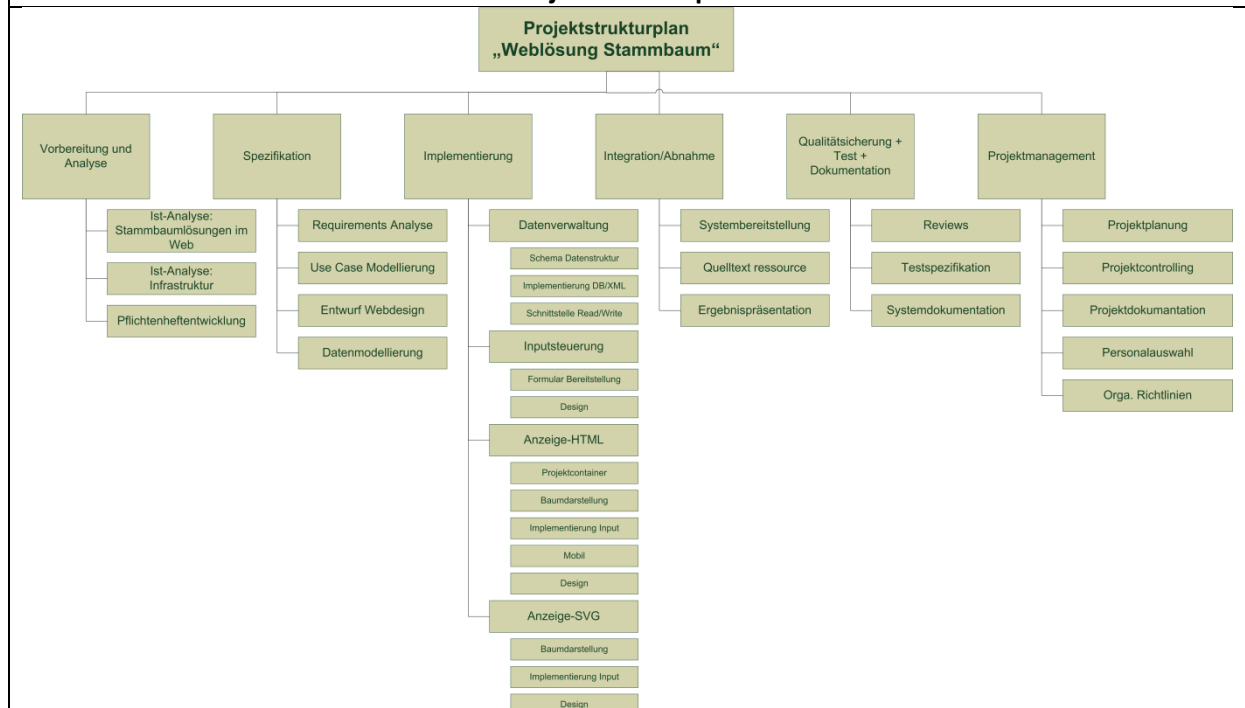 Projektstrukturplan
„Weblösung Stammbaum“
Vorbereitung und
Analyse
Ist-Analyse:
Stammbaumlösungen im
Web
Ist-Analyse:
Infrastruktur
Pflichtenheftentwicklung
Spezifikation
Requirements Analyse
Use Case Modellierung
Entwurf Webdesign
Datenmodellierung
Implementierung
Datenverwaltung
Schema Datenstruktur
Implementierung DB/XML
Schnittstelle Read/Write
Inputsteuerung
Formular Bereitstellung
Design
Anzeige-HTML
Projektcontainer
Baumdarstellung
Implementierung Input
Mobil
Design
Anzeige-SVG
Baumdarstellung
Implementierung Input
Design
Integration/Abnahme
Systembereitstellung
Quelltext ressource
Ergebnispräsentation
Qualitätsicherung +
Test +
Dokumentation
Reviews
Testspezifikation
Systemdokumentation
Projektmanagement
Projektplanung
Projektcontrolling
Projektdokumantation
Personalauswahl
Orga. Richtlinien